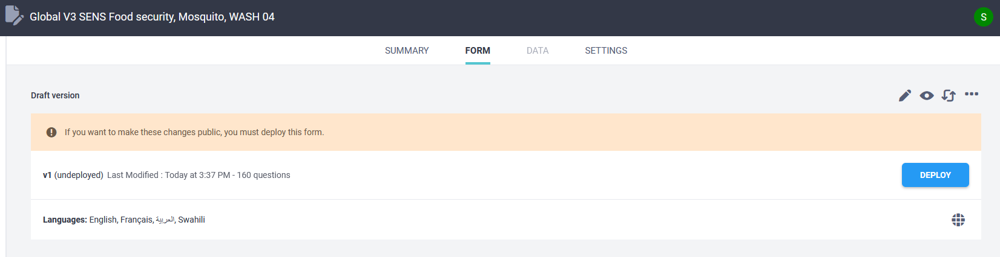 Global V3 SENS Food security, Mosquito, WASH 04
S
SUMMARY FORM DATA SETTINGS
Draft version
If you want to make these changes public, you must deploy this form.
v1 (undeployed) Last Modified : Today at 3:37 PM - 160 questions
DEPLOY
Languages: English, Français, العربية, Swahili